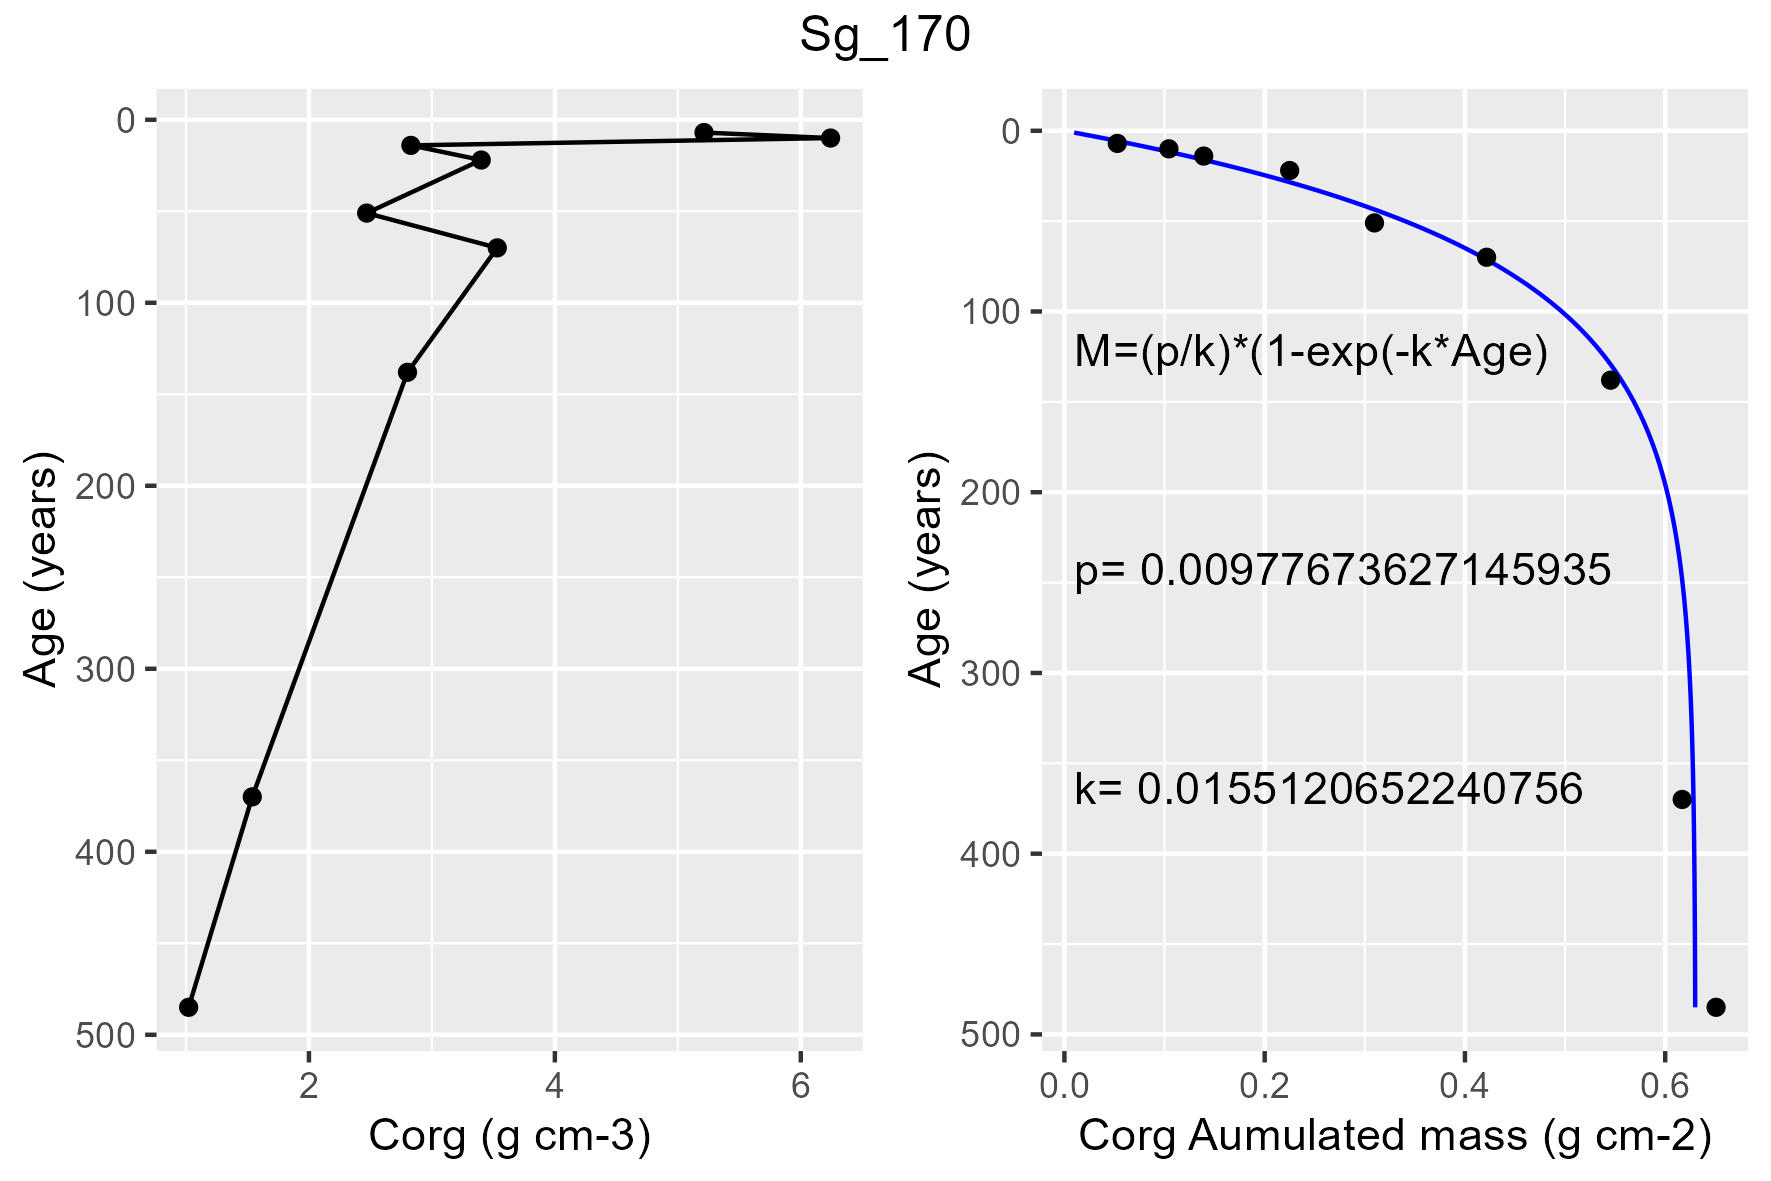 Sg_170
0
100
200
300
400
500
Age (years)
2
4
6
Corg (g cm-3)
0
100
200
300
400
500
Age (years)
M=(p/k)*(1-exp(-k*Age)
p= 0.00977673627145935
k= 0.0155120652240756
0.0
0.2
0.4
0.6
Corg Aumulated mass (g cm-2)